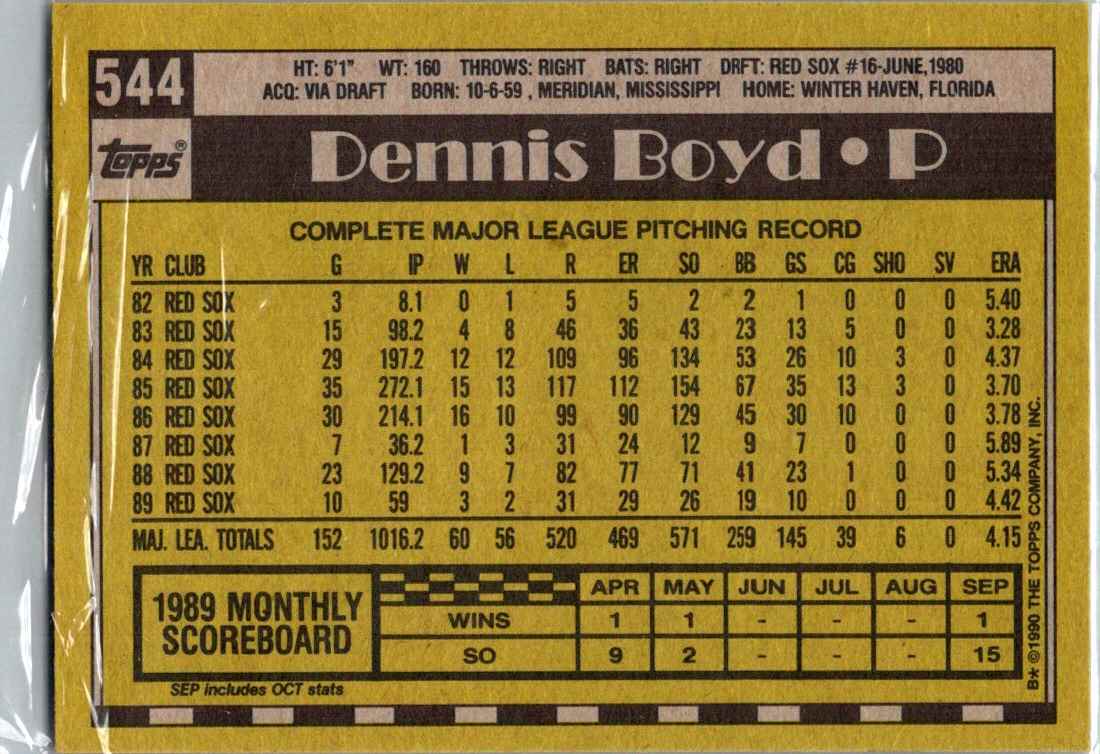 544
HT: 6'1" WT: 160 THROWS: RIGHT BATS: RIGHT DRFT: RED SOX #16-JUNE,1980
ACQ: VIA DRAFT BORN: 10-6-59 , MERIDIAN, MISSISSIPPI HOME: WINTER HAVEN, FLORIDA
topps®
Dennis Boyd • P
COMPLETE MAJOR LEAGUE PITCHING RECORD
YR CLUB G IP W L R ER SO BB GS CG SHO SV ERA
82 RED SOX 3 8.1 0 1 5 5 2 2 1 0 0 0 5.40
83 RED SOX 15 98.2 4 8 46 36 43 23 13 5 0 0 3.28
84 RED SOX 29 197.2 12 12 109 96 134 53 26 10 3 0 4.37
85 RED SOX 35 272.1 15 13 117 112 154 67 35 13 3 0 3.70
86 RED SOX 30 214.1 16 10 99 90 129 45 30 10 0 0 3.78
87 RED SOX 7 36.2 1 3 31 24 12 9 7 0 0 0 5.89
88 RED SOX 23 129.2 9 7 82 77 71 41 23 1 0 0 5.34
89 RED SOX 10 59 3 2 31 29 26 19 10 0 0 0 4.42
MAJ. LEA. TOTALS 152 1016.2 60 56 520 469 571 259 145 39 6 0 4.15
1989 MONTHLY
SCOREBOARD
APR MAY JUN JUL AUG SEP
WINS 1 1 - - - 1
SO 9 2 - - - 15
SEP includes OCT stats
B* ©1990 THE TOPPS COMPANY, INC.